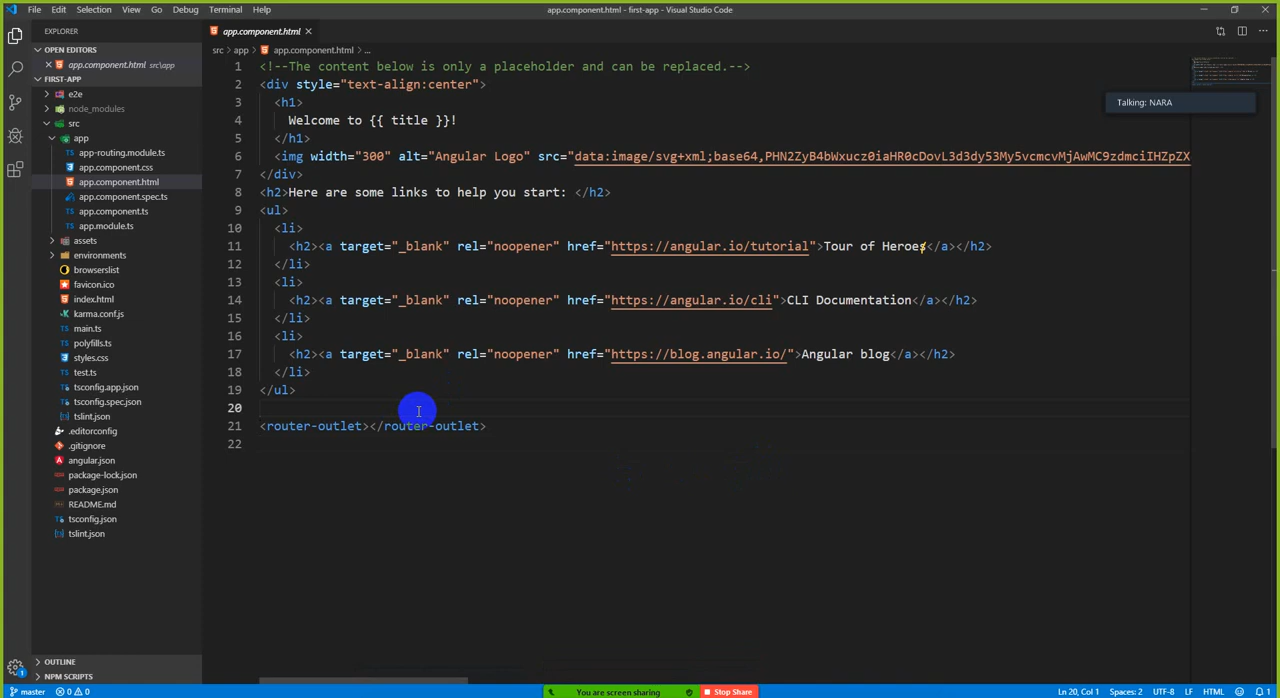 File Edit Selection View Go Debug Terminal Help
app.component.html - first-app - Visual Studio Code
EXPLORER
OPEN EDITORS
app.component.html src\app
FIRST-APP
e2e
node_modules
src
app
app-routing.module.ts
app.component.css
app.component.html
app.component.spec.ts
app.component.ts
app.module.ts
assets
environments
browserslist
favicon.ico
index.html
karma.conf.js
main.ts
polyfills.ts
styles.css
test.ts
tsconfig.app.json
tsconfig.spec.json
tslint.json
.editorconfig
.gitignore
angular.json
package-lock.json
package.json
README.md
tsconfig.json
tslint.json
OUTLINE
NPM SCRIPTS
app.component.html
src > app > app.component.html > ...
1 <!--The content below is only a placeholder and can be replaced.-->
2 <div style="text-align:center">
3 <h1>
4 Welcome to {{ title }}!
5 </h1>
6 <img width="300" alt="Angular Logo" src="data:image/svg+xml;base64,PHN2ZyB4bWxucz0iaHR0cDovL3d3dy53My5vcmcvMjAwMC9zdmciIHZpZX
7 </div>
8 <h2>Here are some links to help you start: </h2>
9 <ul>
10 <li>
11 <h2><a target="_blank" rel="noopener" href="https://angular.io/tutorial">Tour of Heroes</a></h2>
12 </li>
13 <li>
14 <h2><a target="_blank" rel="noopener" href="https://angular.io/cli">CLI Documentation</a></h2>
15 </li>
16 <li>
17 <h2><a target="_blank" rel="noopener" href="https://blog.angular.io/">Angular blog</a></h2>
18 </li>
19 </ul>
20
21 <router-outlet></router-outlet>
22
Talking: NARA
master 0 0
You are screen sharing Stop Share
Ln 20, Col 1 Spaces: 2 UTF-8 LF HTML 1
1